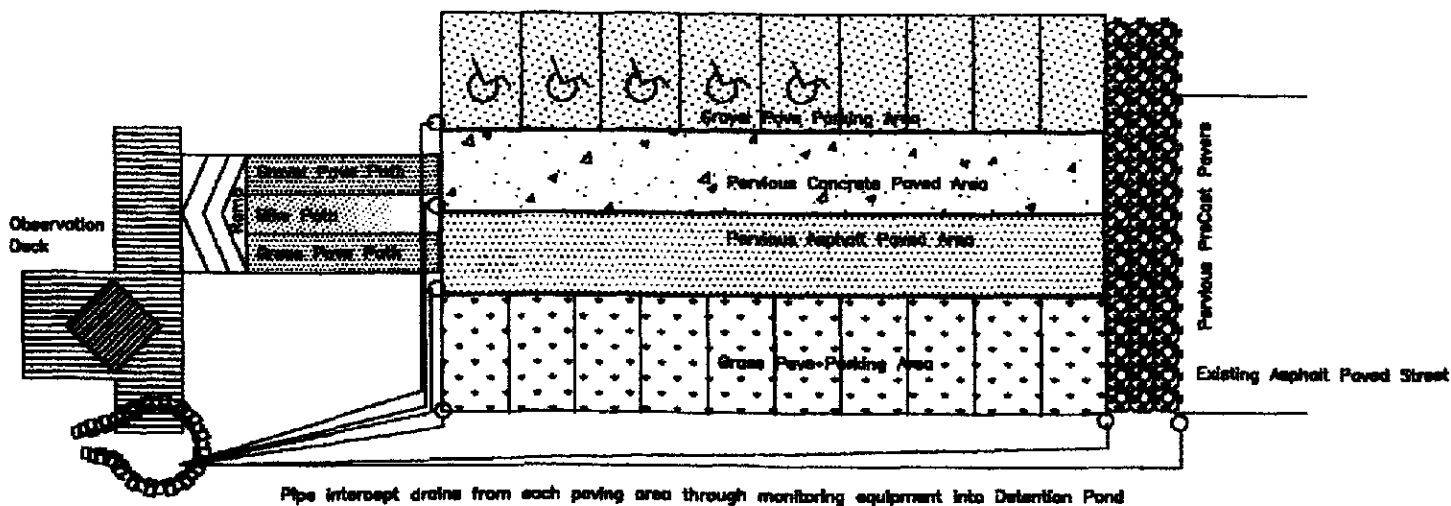 Gravel Pave Parking Area
Gravel Pave Path
Pervious Concrete Paved Area
Ramp
Bike Path
Observation
Deck
Pervious Asphalt Paved Area
Grass Pave Path
Pervious PreCast Pavers
Grass Pave Parking Area
Existing Asphalt Paved Street
Pipe intercept drains from each paving area through monitoring equipment into Detention Pond